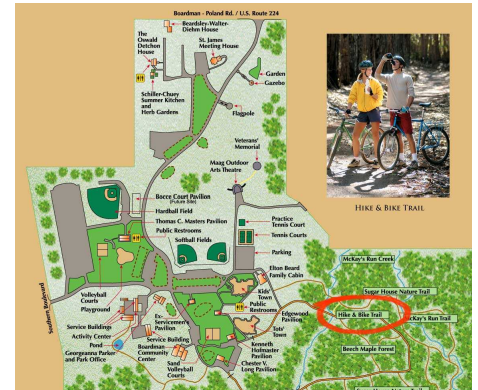 Boardman - Poland Rd. / U.S. Route 224
Beardsley-Walter-
Diehm House
The
Oswald
Detchon
House
St. James
Meeting House
Garden
Gazebo
Schiller-Chuey
Summer Kitchen
and
Herb Gardens
Flagpole
Veterans'
Memorial
Maag Outdoor
Arts Theatre
HIKE & BIKE TRAIL
Bocce Court Pavilion
(Future Site)
Hardball Field
Thomas C. Masters Pavilion
Public Restrooms
Softball Fields
Practice
Tennis Court
Tennis Courts
Parking
McKay's Run Creek
Elton Beard
Family Cabin
Sugar House Nature Trail
Southern Boulevard
Volleyball
Courts
Playground
Kids'
Town
Public
Restrooms
Edgewood
Pavilion
Hike & Bike Trail
McKay's Run Trail
Service Buildings
Activity Center
Pond
Georgeanna Parker
and Park Office
Ex-
Servicemen's
Pavilion
Service Building
Boardman
Community
Center
Sand
Volleyball
Courts
Tots'
Town
Kenneth
Holmaster
Pavilion
Chester V.
Long Pavilion
Beech Maple Forest